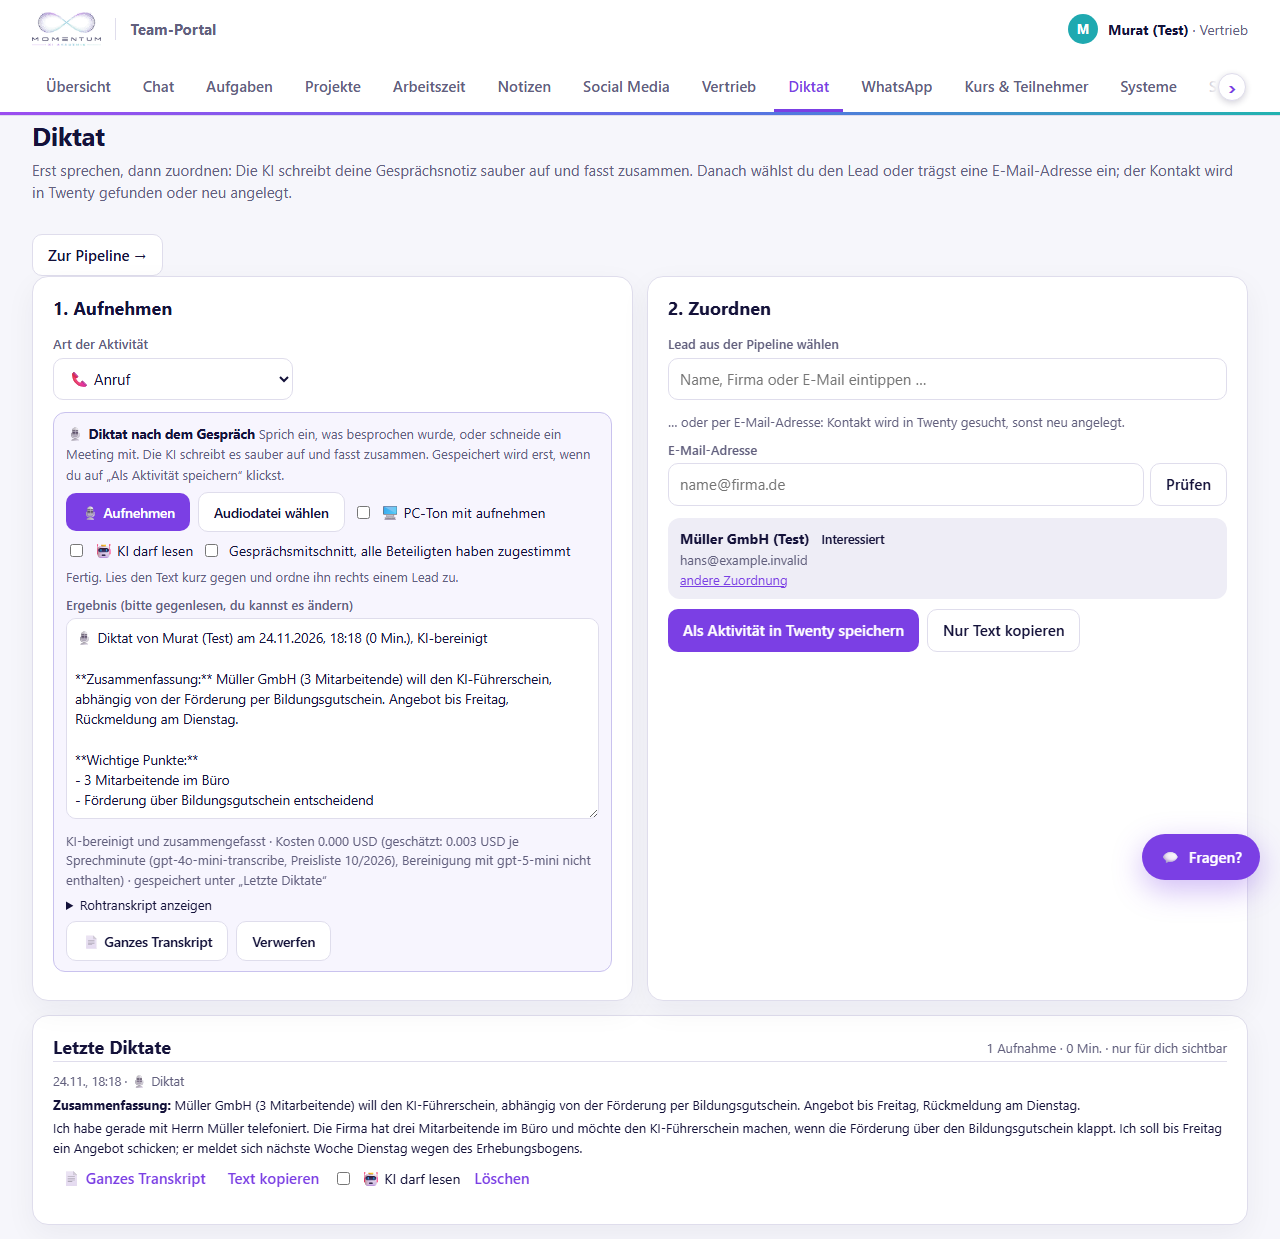 MOMENTUM
Team-Portal
M
Murat (Test) · Vertrieb
Übersicht
Chat
Aufgaben
Projekte
Arbeitszeit
Notizen
Social Media
Vertrieb
Diktat
WhatsApp
Kurs & Teilnehmer
Systeme
Diktat
Erst sprechen, dann zuordnen: Die KI schreibt deine Gesprächsnotiz sauber auf und fasst zusammen. Danach wählst du den Lead oder trägst eine E-Mail-Adresse ein; der Kontakt wird
in Twenty gefunden oder neu angelegt.
Zur Pipeline →
1. Aufnehmen
Art der Aktivität
📞 Anruf
🎙 Diktat nach dem Gespräch Sprich ein, was besprochen wurde, oder schneide ein
Meeting mit. Die KI schreibt es sauber auf und fasst zusammen. Gespeichert wird erst, wenn
du auf „Als Aktivität speichern“ klickst.
🎙 Aufnehmen
Audiodatei wählen
🖥 PC-Ton mit aufnehmen
🤖 KI darf lesen
Gesprächsmitschnitt, alle Beteiligten haben zugestimmt
Fertig. Lies den Text kurz gegen und ordne ihn rechts einem Lead zu.
Ergebnis (bitte gegenlesen, du kannst es ändern)
🎙 Diktat von Murat (Test) am 24.11.2026, 18:18 (0 Min.), KI-bereinigt
**Zusammenfassung:** Müller GmbH (3 Mitarbeitende) will den KI-Führerschein,
abhängig von der Förderung per Bildungsgutschein. Angebot bis Freitag,
Rückmeldung am Dienstag.
**Wichtige Punkte:**
- 3 Mitarbeitende im Büro
- Förderung über Bildungsgutschein entscheidend
KI-bereinigt und zusammengefasst · Kosten 0.000 USD (geschätzt: 0.003 USD je
Sprechminute (gpt-4o-mini-transcribe, Preisliste 10/2026), Bereinigung mit gpt-5-mini nicht
enthalten) · gespeichert unter „Letzte Diktate“
▶ Rohtranskript anzeigen
📄 Ganzes Transkript
Verwerfen
2. Zuordnen
Lead aus der Pipeline wählen
Name, Firma oder E-Mail eintippen …
… oder per E-Mail-Adresse: Kontakt wird in Twenty gesucht, sonst neu angelegt.
E-Mail-Adresse
name@firma.de
Prüfen
Müller GmbH (Test) Interessiert
hans@example.invalid
andere Zuordnung
Als Aktivität in Twenty speichern
Nur Text kopieren
💬 Fragen?
Letzte Diktate
1 Aufnahme · 0 Min. · nur für dich sichtbar
24.11., 18:18 · 🎙 Diktat
Zusammenfassung: Müller GmbH (3 Mitarbeitende) will den KI-Führerschein, abhängig von der Förderung per Bildungsgutschein. Angebot bis Freitag, Rückmeldung am Dienstag.
Ich habe gerade mit Herrn Müller telefoniert. Die Firma hat drei Mitarbeitende im Büro und möchte den KI-Führerschein machen, wenn die Förderung über den Bildungsgutschein klappt. Ich soll bis Freitag
ein Angebot schicken; er meldet sich nächste Woche Dienstag wegen des Erhebungsbogens.
📄 Ganzes Transkript
Text kopieren
🤖 KI darf lesen
Löschen